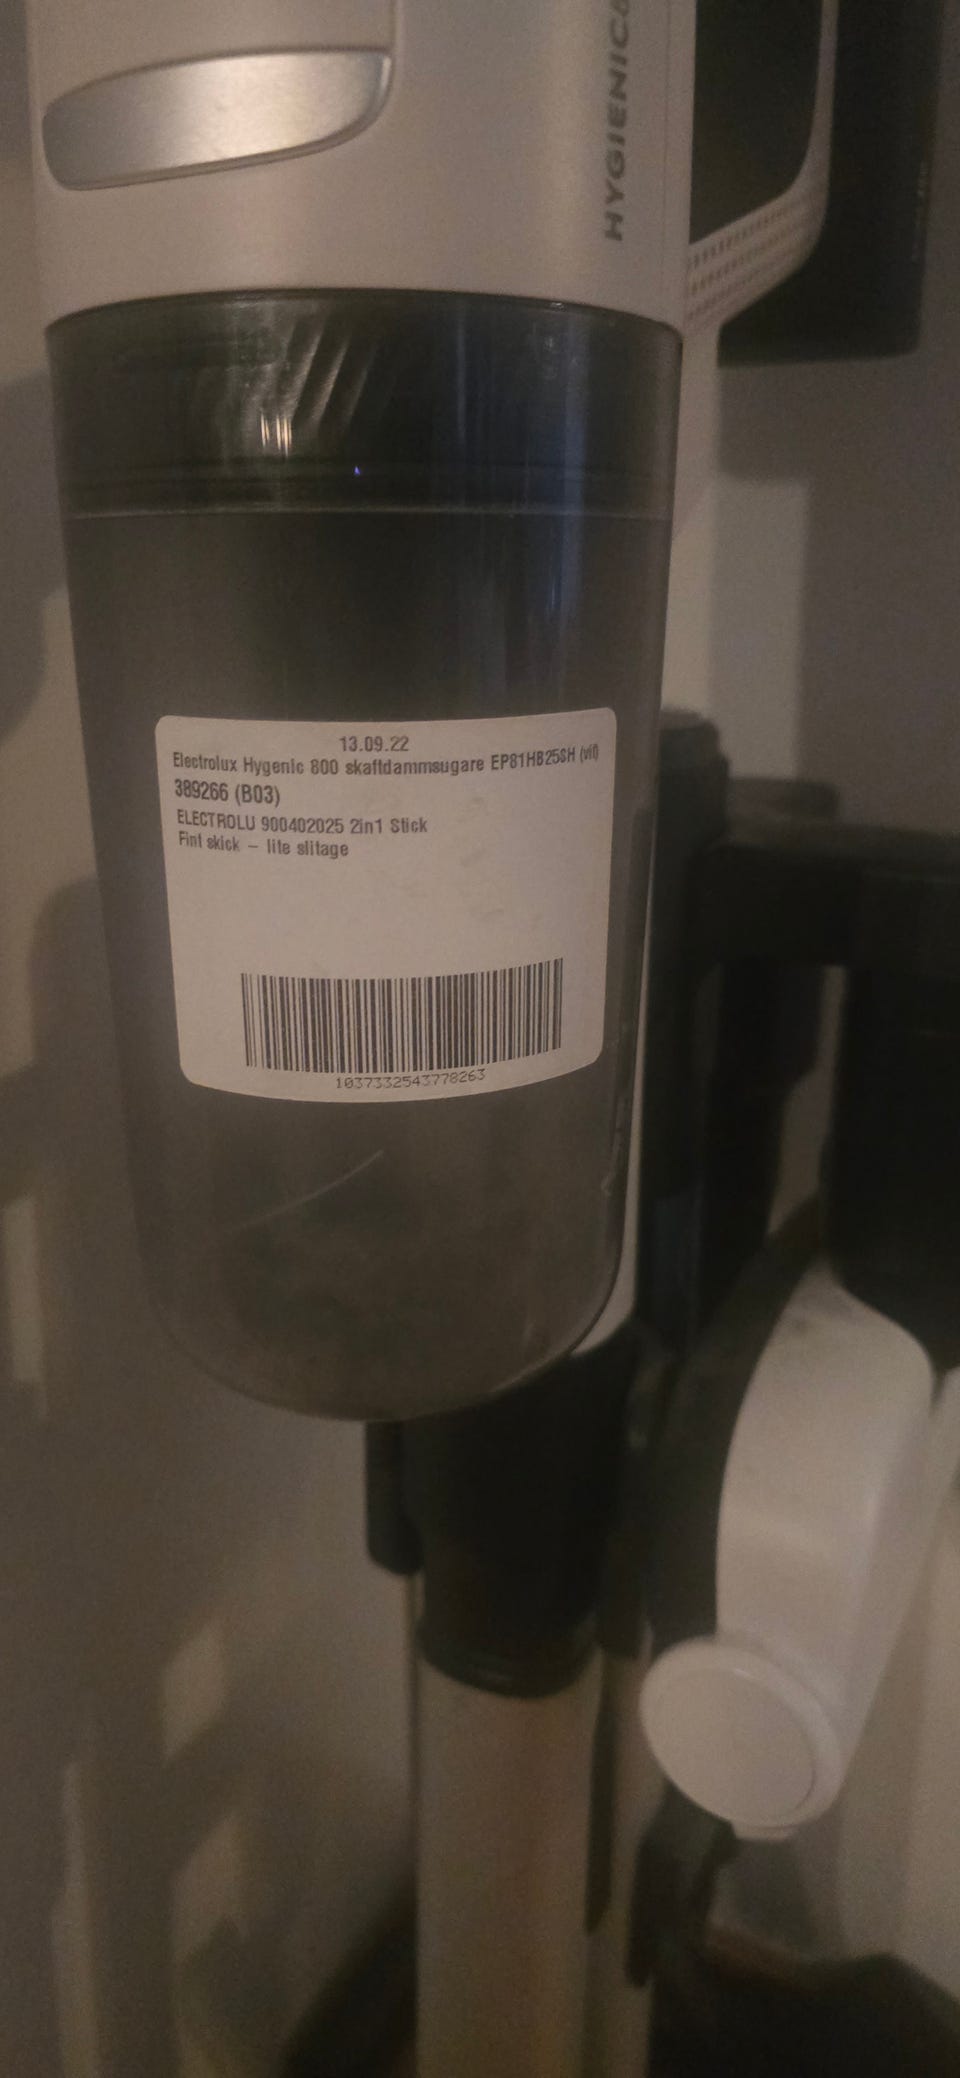 HYGIENIC8
13.09.22
Electrolux Hygenic 800 skaftdammsugare EP81HB25SH (vit)
389266 (B03)
ELECTROLU 900402025 2in1 Stick
Fint skick – lite slitage
1037332543778263